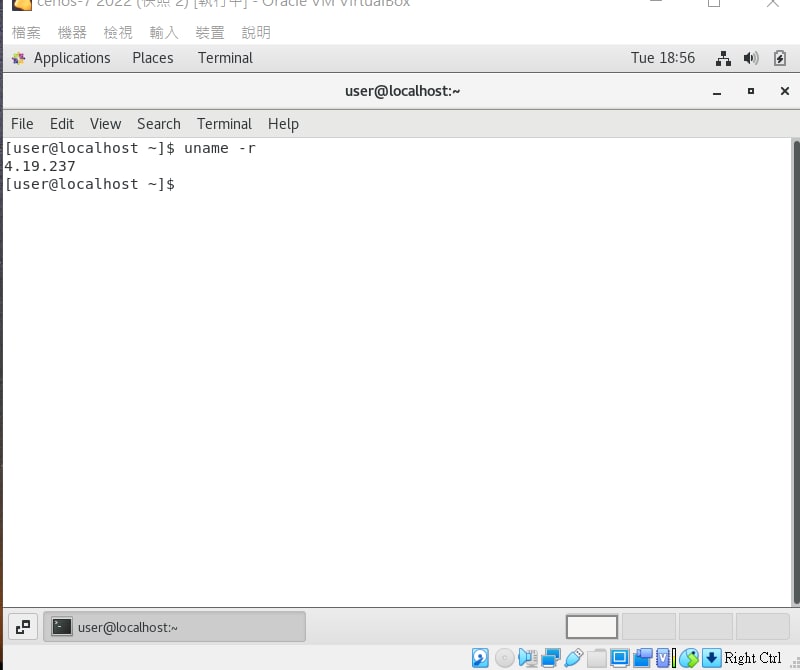 cenos-7 2022 (快照 2) [執行中] - Oracle VM VirtualBox
檔案 機器 檢視 輸入 裝置 說明
Applications Places Terminal Tue 18:56
user@localhost:~
File Edit View Search Terminal Help
[user@localhost ~]$ uname -r
4.19.237
[user@localhost ~]$
user@localhost:~
Right Ctrl